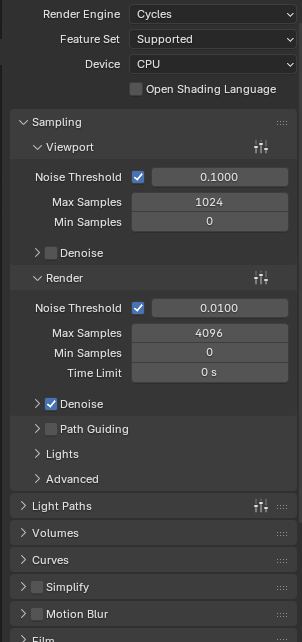 Render Engine Cycles
Feature Set Supported
Device CPU
Open Shading Language
Sampling
Viewport
Noise Threshold 0.1000
Max Samples 1024
Min Samples 0
Denoise
Render
Noise Threshold 0.0100
Max Samples 4096
Min Samples 0
Time Limit 0 s
Denoise
Path Guiding
Lights
Advanced
Light Paths
Volumes
Curves
Simplify
Motion Blur
Film